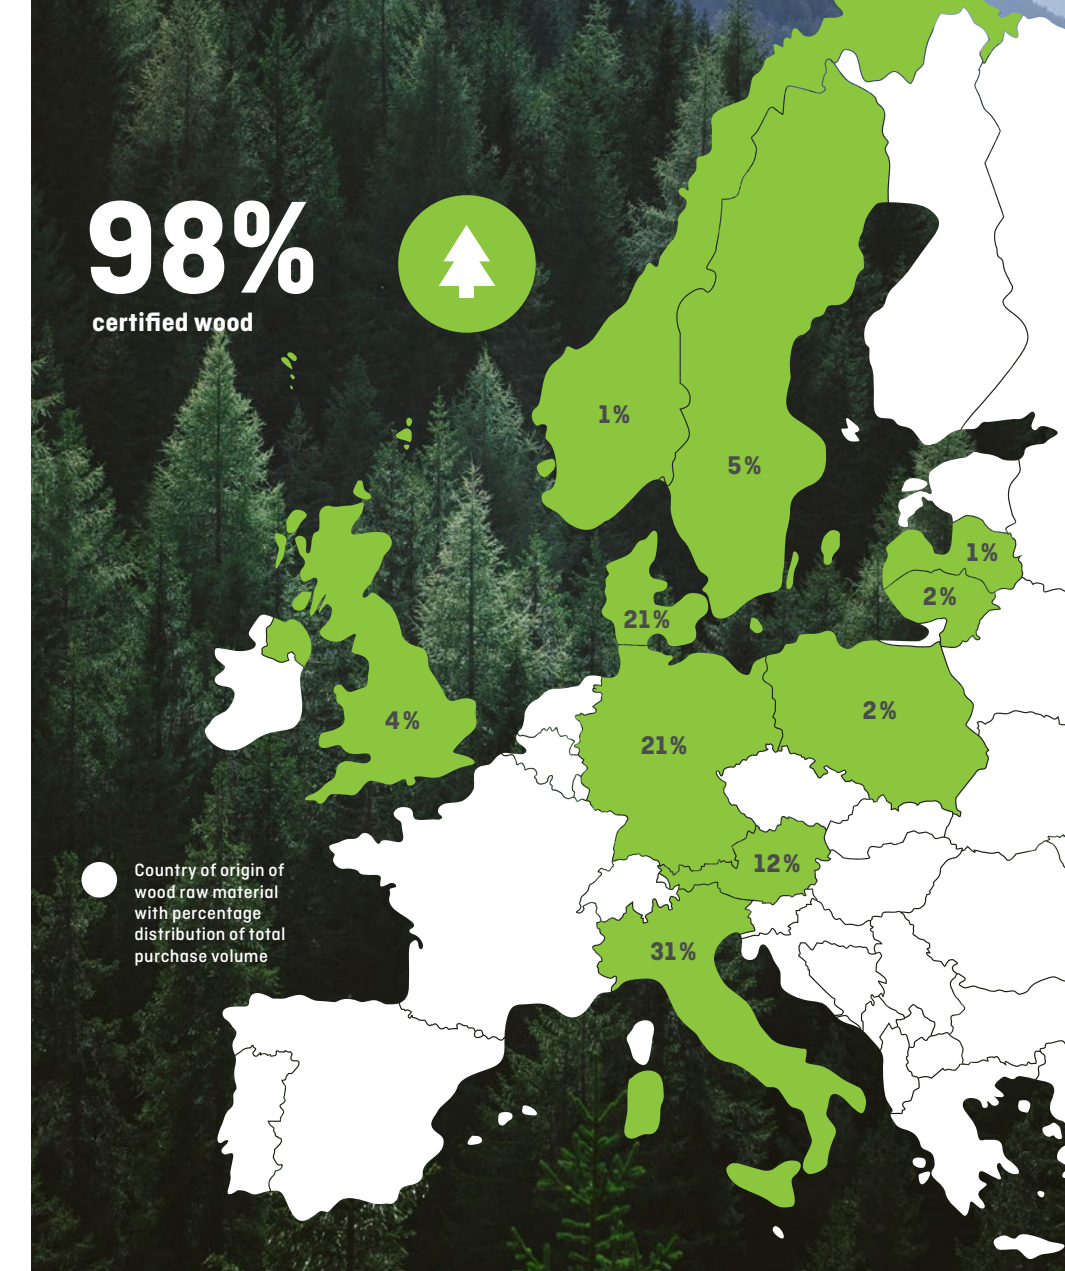 98%
certified wood
1%
5%
1%
2%
21%
4%
2%
21%
12%
31%
Country of origin of
wood raw material
with percentage
distribution of total
purchase volume